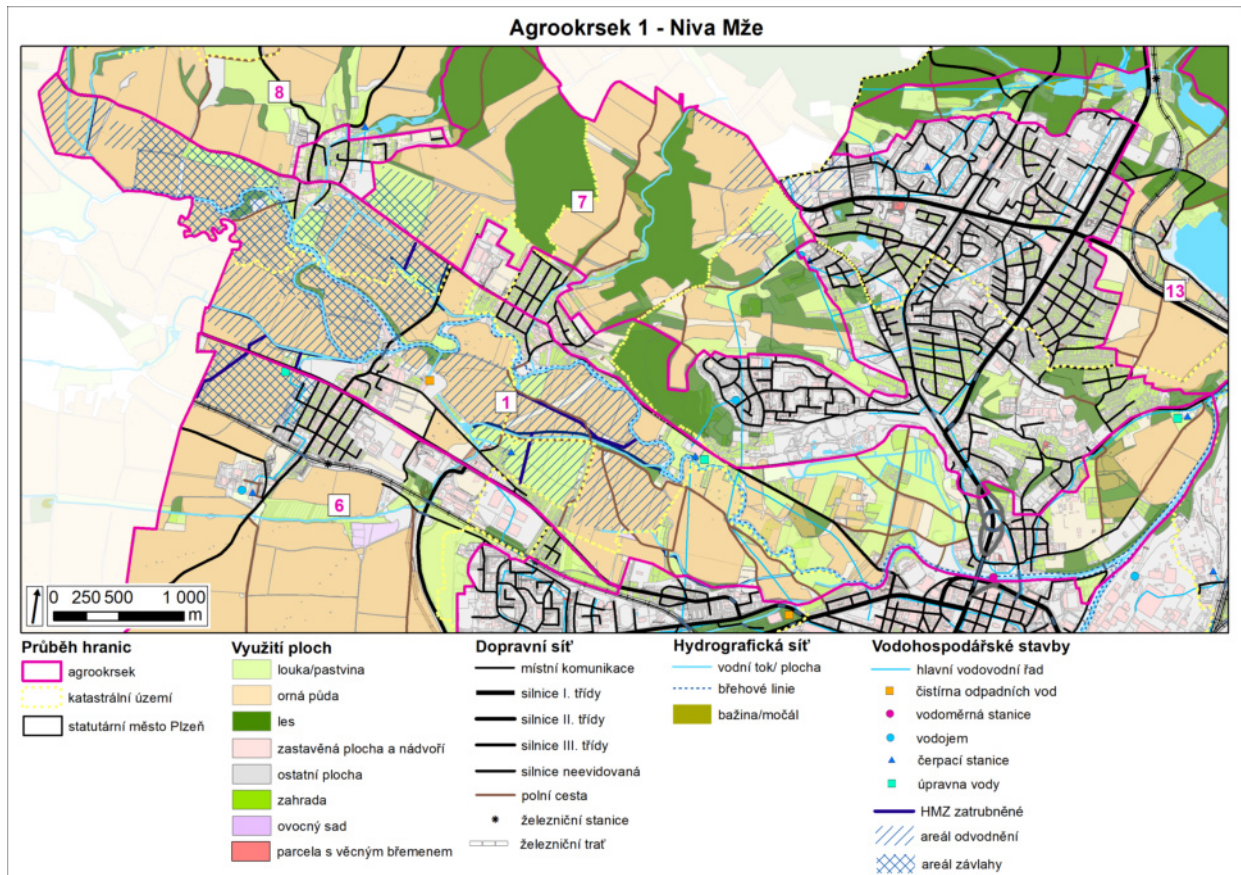 Agrookrsek 1 - Niva Mže
8
7
13
1
6
0 250 500 1 000
m
Průběh hranic
agrookrsek
katastrální území
statutární město Plzeň
Využití ploch
louka/pastvina
orná půda
les
zastavěná plocha a nádvoří
ostatní plocha
zahrada
ovocný sad
parcela s věcným břemenem
Dopravní síť
místní komunikace
silnice I. třídy
silnice II. třídy
silnice III. třídy
silnice neevidovaná
polní cesta
železniční stanice
železniční trať
Hydrografická síť
vodní tok/ plocha
břehové linie
bažina/močál
Vodohospodářské stavby
hlavní vodovodní řad
čistírna odpadních vod
vodoměrná stanice
vodojem
čerpací stanice
úpravna vody
HMZ zatrubněné
areál odvodnění
areál závlahy